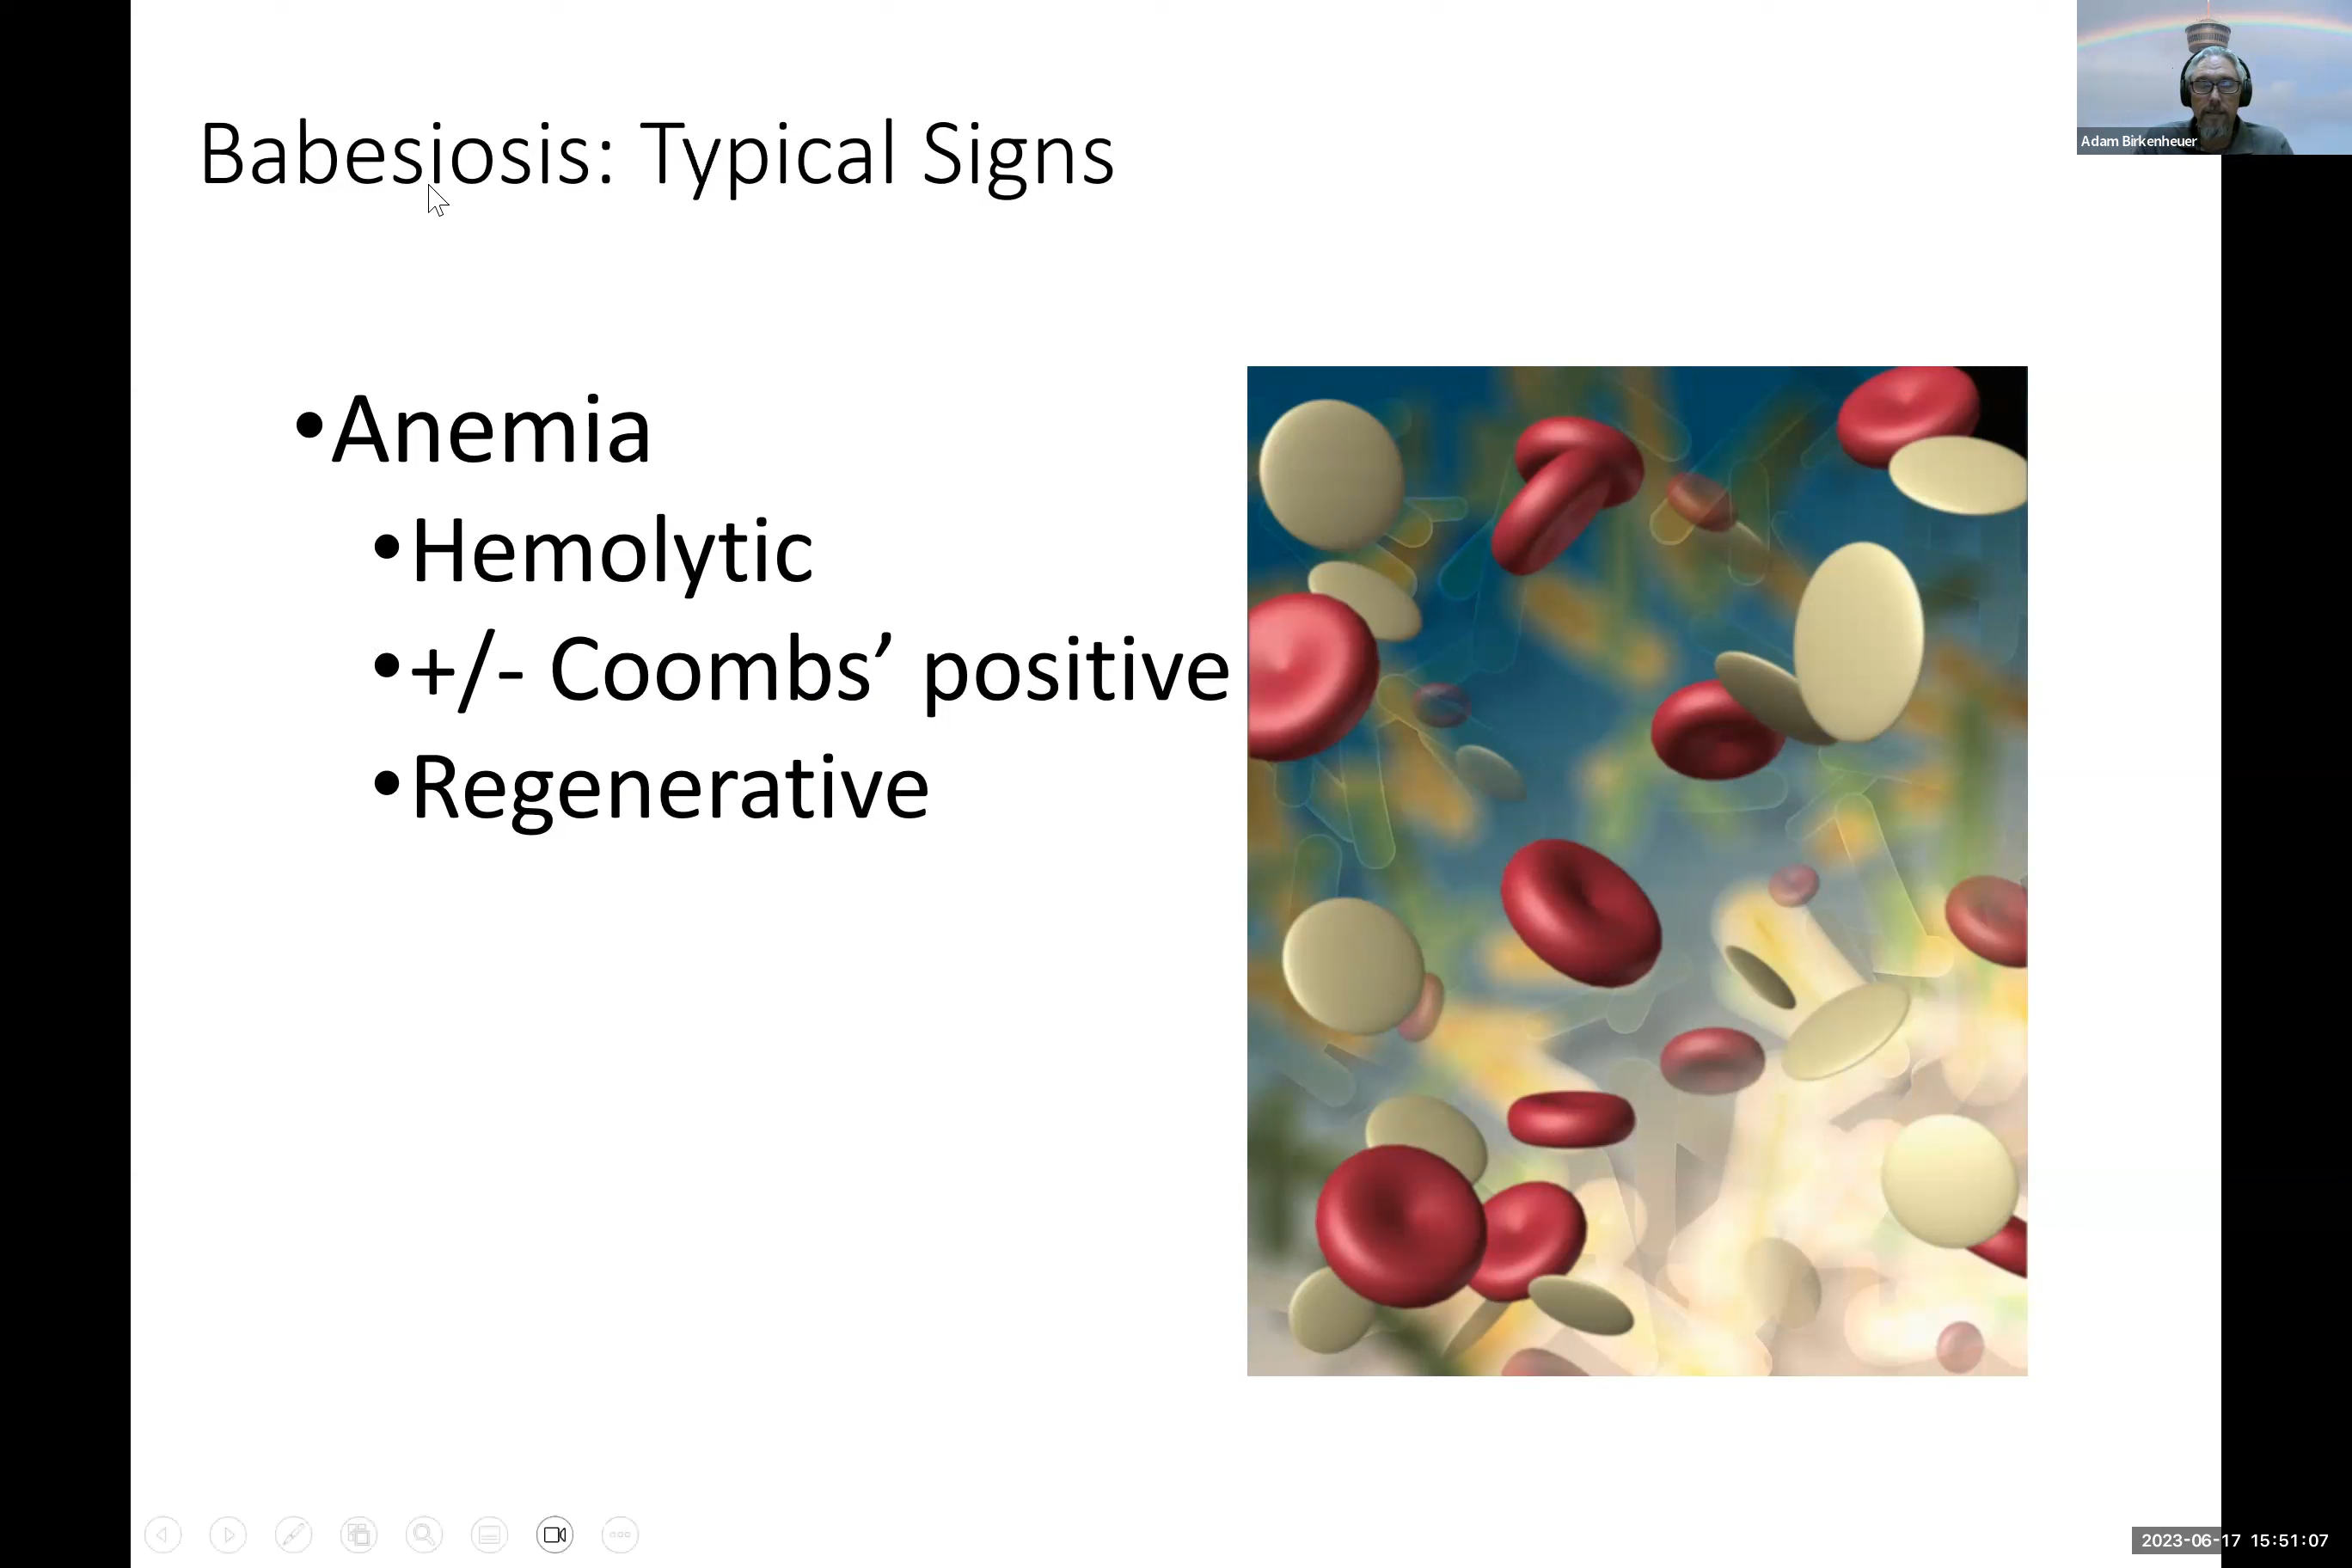 Babesiosis: Typical Signs
Adam Birkenheuer
•Anemia
•Hemolytic
•+/- Coombs’ positive
•Regenerative
2023-06-17 15:51:07